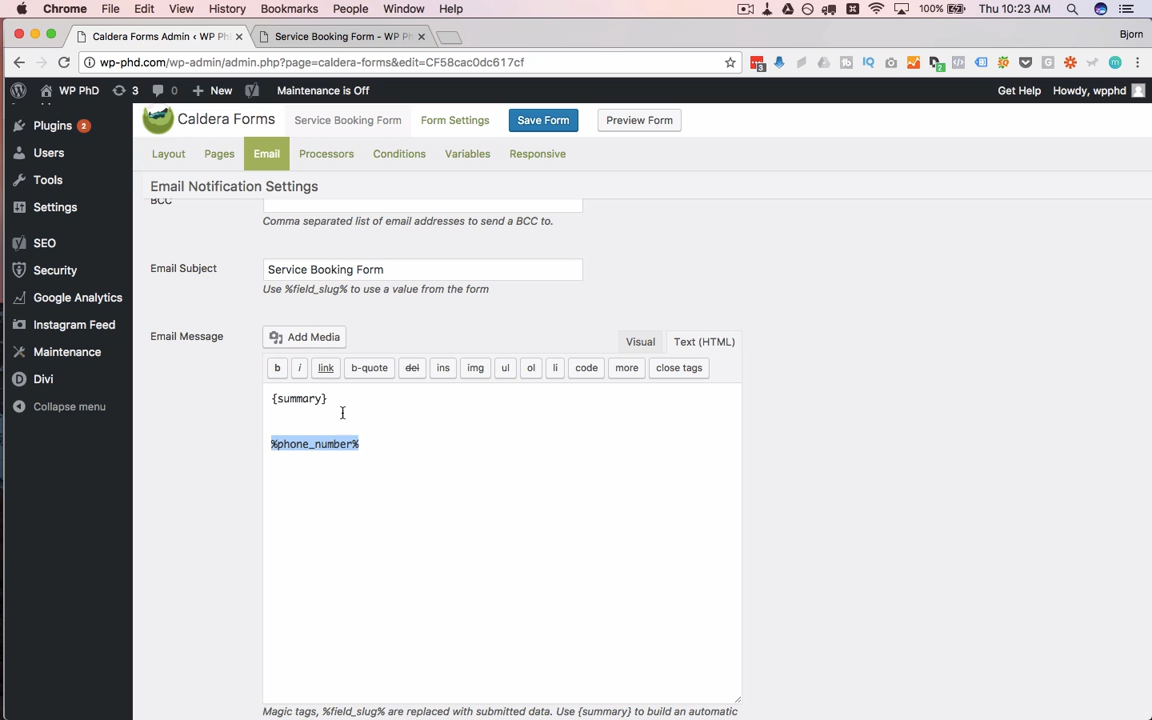 Chrome File Edit View History Bookmarks People Window Help 100% Thu 10:23 AM
Caldera Forms Admin ‹ WP Ph Service Booking Form - WP P Bjorn
wp-phd.com/wp-admin/admin.php?page=caldera-forms&edit=CF58cac0dc617cf
WP PhD 3 0 New Maintenance is Off Get Help Howdy, wpphd
Plugins 2
Users
Tools
Settings
SEO
Security
Google Analytics
Instagram Feed
Maintenance
Divi
Collapse menu
Caldera Forms Service Booking Form Form Settings Save Form Preview Form
Layout Pages Email Processors Conditions Variables Responsive
Email Notification Settings
BCC
Comma separated list of email addresses to send a BCC to.
Email Subject Service Booking Form
Use %field_slug% to use a value from the form
Email Message Add Media Visual Text (HTML)
b i link b-quote del ins img ul ol li code more close tags
{summary}
%phone_number%
Magic tags, %field_slug% are replaced with submitted data. Use {summary} to build an automatic